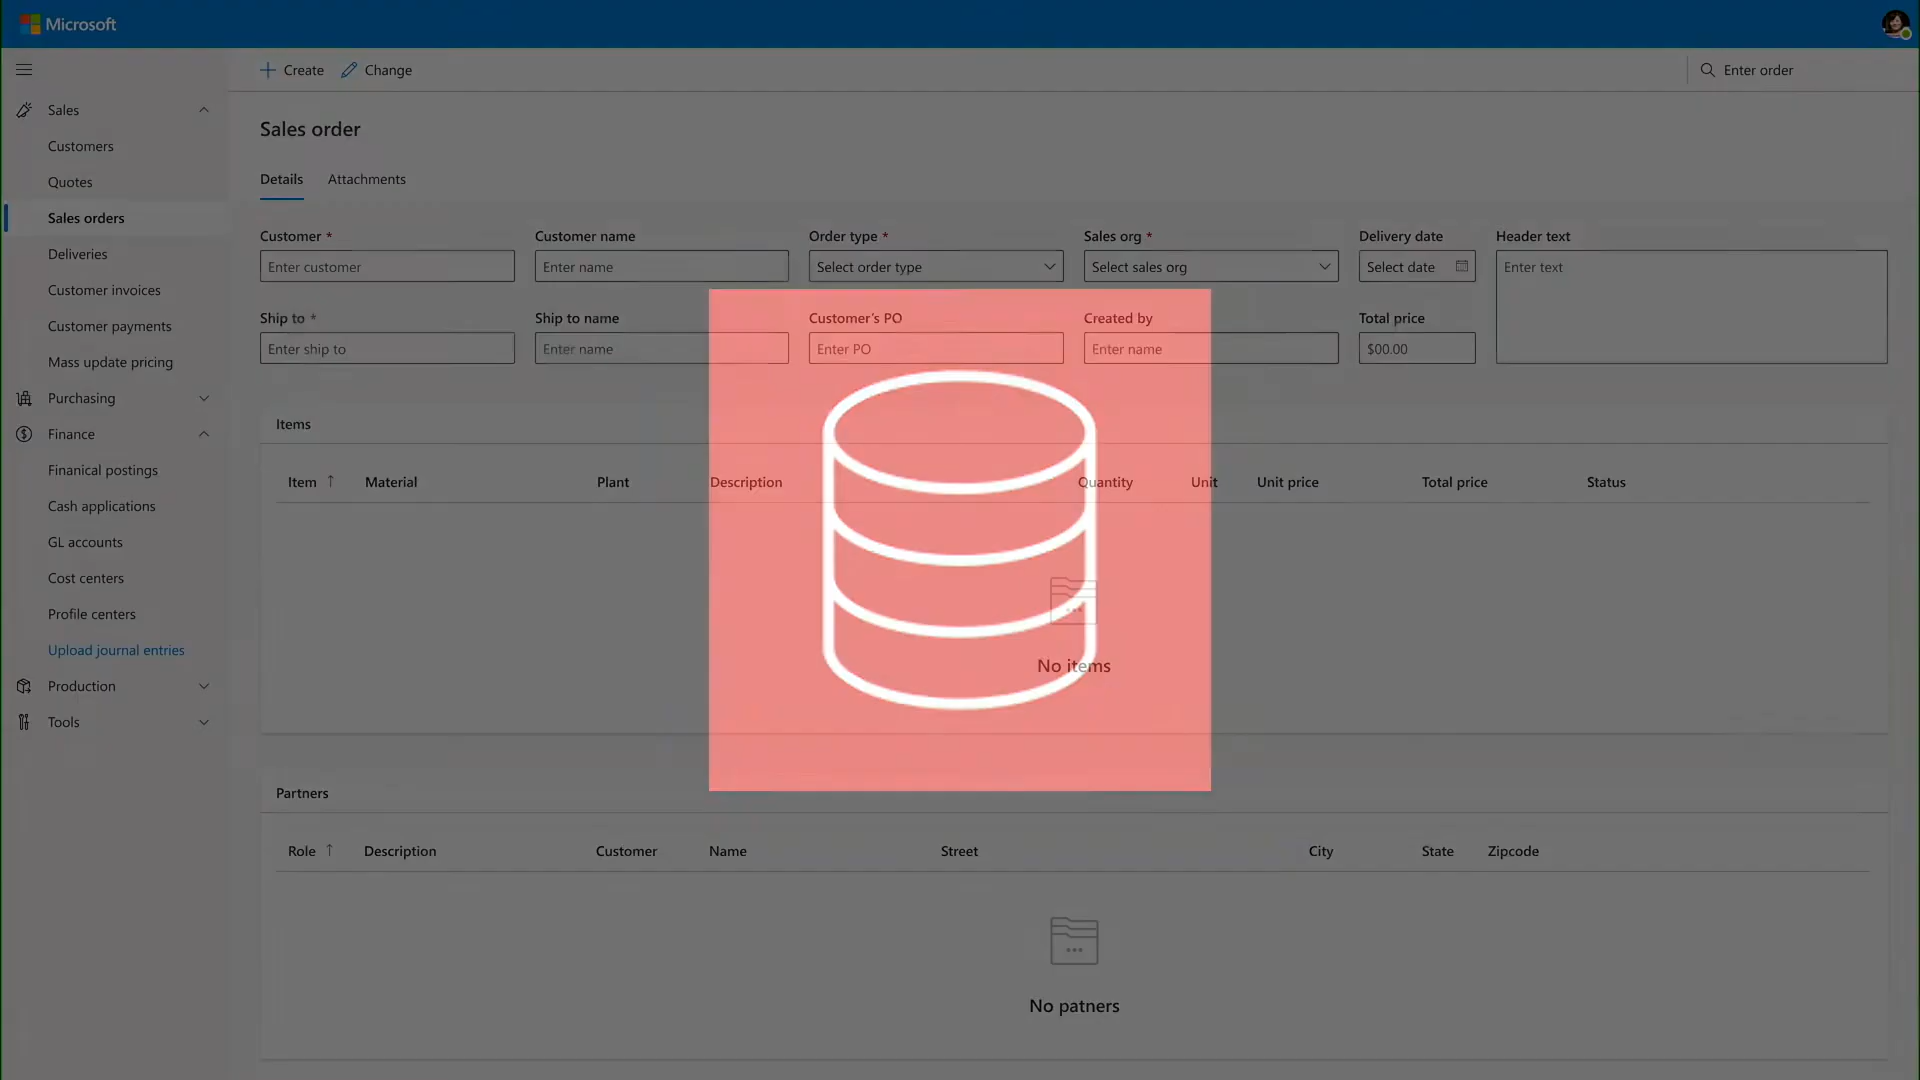 Microsoft
Create Change Enter order
Sales
Customers
Quotes
Sales orders
Deliveries
Customer invoices
Customer payments
Mass update pricing
Purchasing
Finance
Finanical postings
Cash applications
GL accounts
Cost centers
Profile centers
Upload journal entries
Production
Tools
Sales order
Details Attachments
Customer * Customer name Order type * Sales org * Delivery date Header text
Enter customer Enter name Select order type Select sales org Select date Enter text
Ship to * Ship to name Customer's PO Created by Total price
Enter ship to Enter name Enter PO Enter name $00.00
Items
Item ↑ Material Plant Description Quantity Unit Unit price Total price Status
No items
Partners
Role ↑ Description Customer Name Street City State Zipcode
No patners